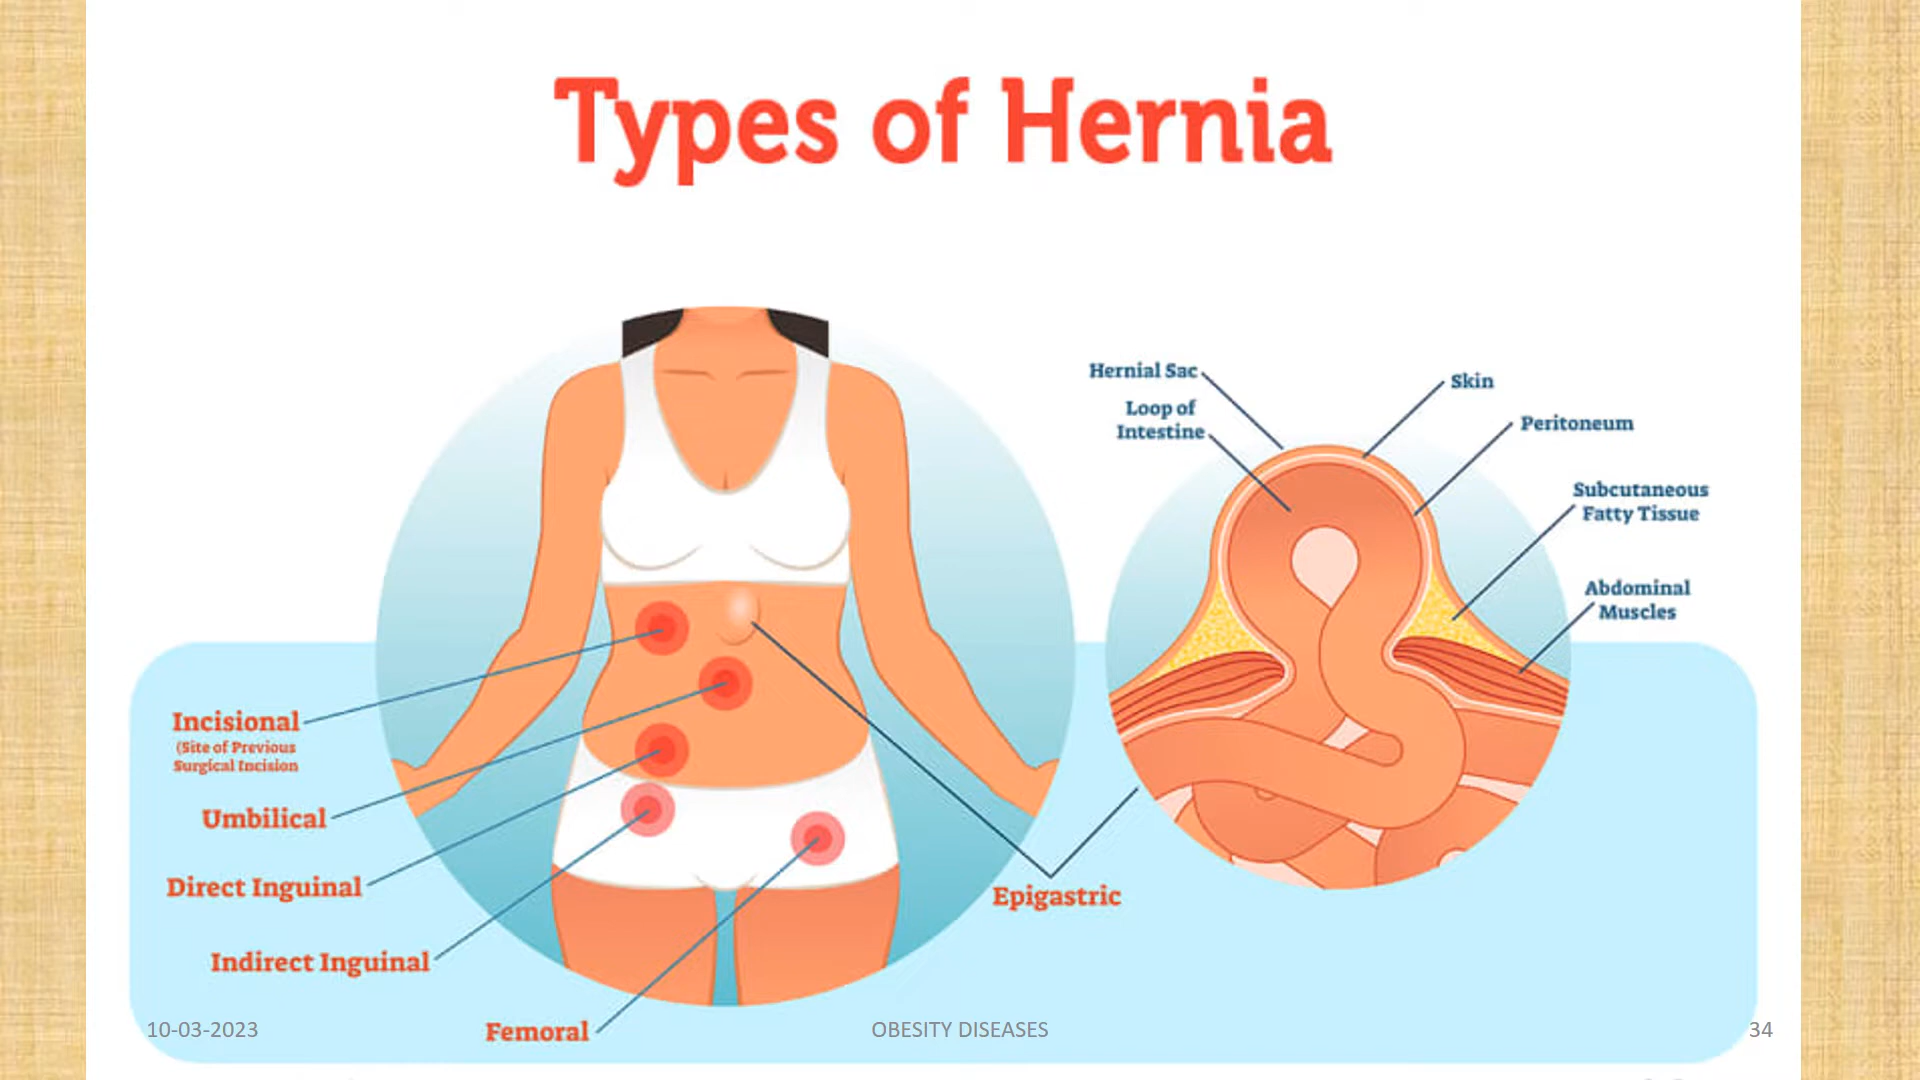 Types of Hernia
Hernial Sac
Loop of
Intestine
Skin
Peritoneum
Subcutaneous
Fatty Tissue
Abdominal
Muscles
Incisional
(Site of Previous
Surgical Incision
Umbilical
Direct Inguinal
Indirect Inguinal
Femoral
Epigastric
10-03-2023
OBESITY DISEASES
34